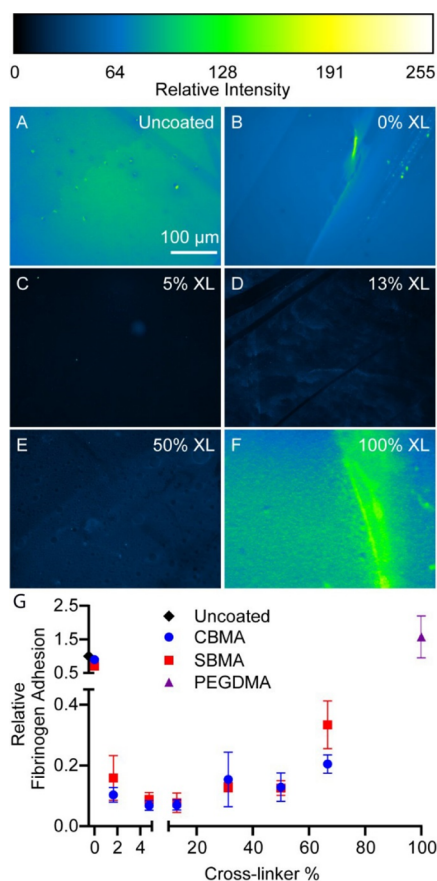 0 64 128 191 255
Relative Intensity
A Uncoated
100 µm
B 0% XL
C 5% XL
D 13% XL
E 50% XL
F 100% XL
G
Relative
Fibrinogen Adhesion
2.5
1.5
0.5
0.4
0.2
0.0
Uncoated
CBMA
SBMA
PEGDMA
0 2 4 20 40 60 80 100
Cross-linker %